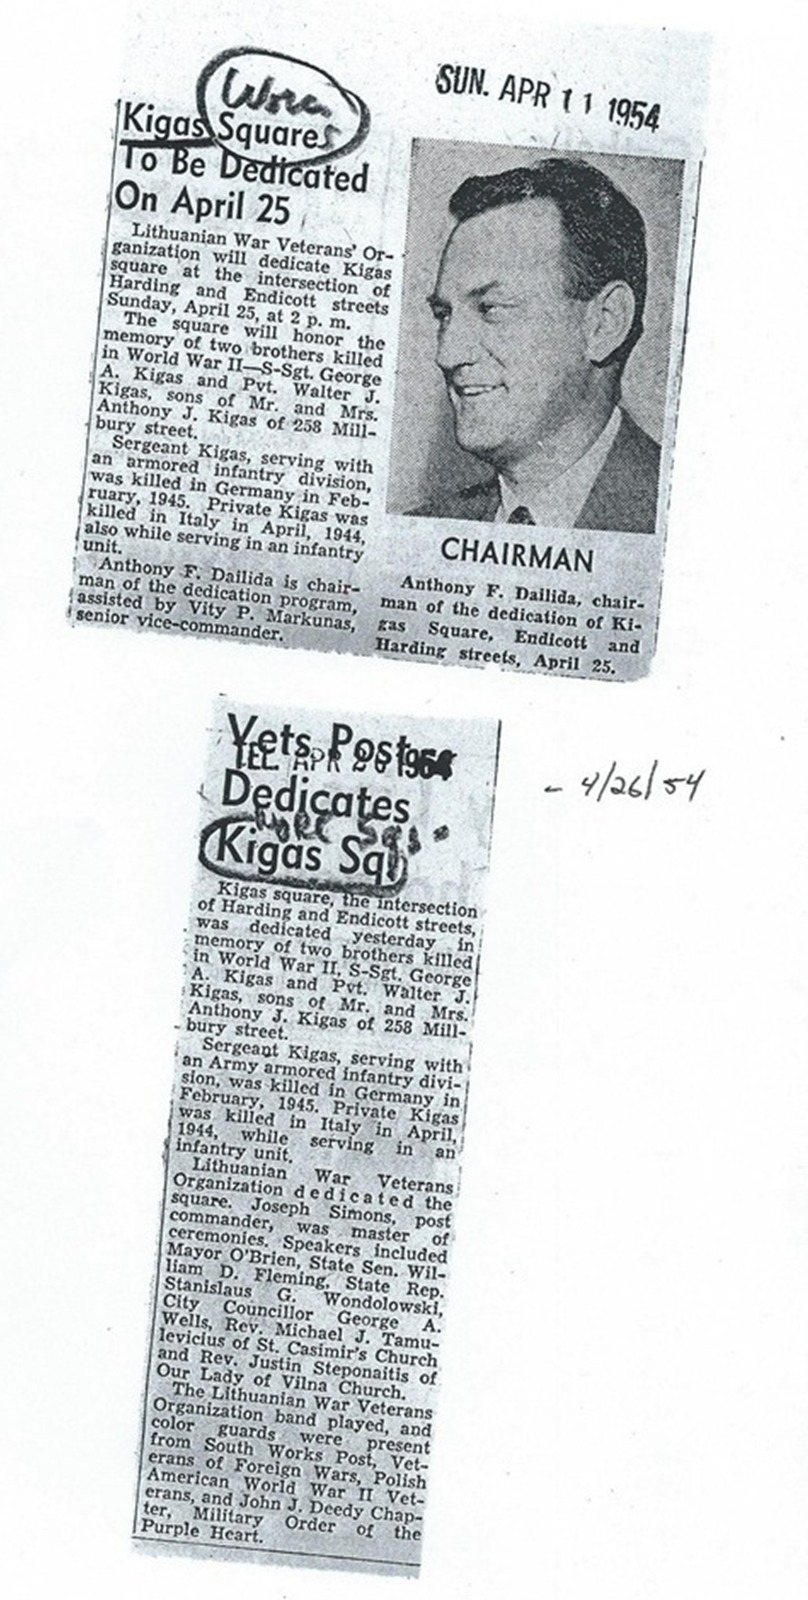 Wor.
SUN. APR 11 1954
Kigas Squares
To Be Dedicated
On April 25
Lithuanian War Veterans' Or-
ganization will dedicate Kigas
square at the intersection of
Harding and Endicott streets
Sunday, April 25, at 2 p. m.
The square will honor the
memory of two brothers killed
in World War II—S-Sgt. George
A. Kigas and Pvt. Walter J.
Kigas, sons of Mr. and Mrs.
Anthony J. Kigas of 258 Mill-
bury street.
Sergeant Kigas, serving with
an armored infantry division,
was killed in Germany in Feb-
ruary, 1945. Private Kigas was
killed in Italy in April, 1944,
also while serving in an infantry
unit.
Anthony F. Dailida is chair-
man of the dedication program,
assisted by Vity P. Markunas,
senior vice-commander.
CHAIRMAN
Anthony F. Dailida, chair-
man of the dedication of Ki-
gas Square, Endicott and
Harding streets, April 25.
Vets Post
TEL. APR 26 1954
Dedicates
Kigas Sq.
- 4/26/54
Kigas square, the intersection
of Harding and Endicott streets,
was dedicated yesterday in
memory of two brothers killed
in World War II, S-Sgt. George
A. Kigas and Pvt. Walter J.
Kigas, sons of Mr. and Mrs.
Anthony J. Kigas of 258 Mill-
bury street.
Sergeant Kigas, serving with
an Army armored infantry divi-
sion, was killed in Germany in
February, 1945. Private Kigas
was killed in Italy in April,
1944, while serving in an
infantry unit.
Lithuanian War Veterans
Organization dedicated the
square. Joseph Simons, post
commander, was master of
ceremonies. Speakers included
Mayor O'Brien, State Sen. Wil-
liam D. Fleming, State Rep.
Stanislaus G. Wondolowski,
City Councillor George A.
Wells, Rev. Michael J. Tamu-
levicius of St. Casimir's Church
and Rev. Justin Steponaitis of
Our Lady of Vilna Church.
The Lithuanian War Veterans
Organization band played, and
color guards were present
from South Works Post, Vet-
erans of Foreign Wars, Polish
American World War II Vet-
erans, and John J. Deedy Chap-
ter, Military Order of the
Purple Heart.